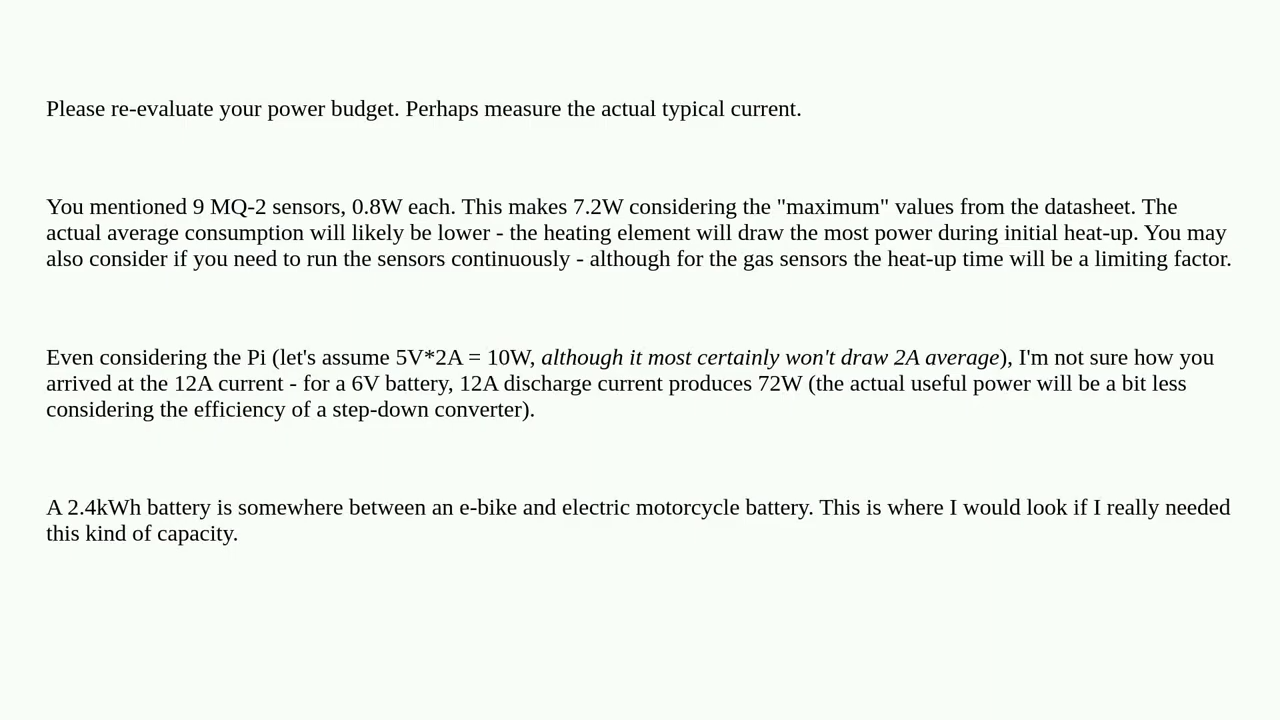 Please re-evaluate your power budget. Perhaps measure the actual typical current.
You mentioned 9 MQ-2 sensors, 0.8W each. This makes 7.2W considering the "maximum" values from the datasheet. The
actual average consumption will likely be lower - the heating element will draw the most power during initial heat-up. You may
also consider if you need to run the sensors continuously - although for the gas sensors the heat-up time will be a limiting factor.
Even considering the Pi (let's assume 5V*2A = 10W, although it most certainly won't draw 2A average), I'm not sure how you
arrived at the 12A current - for a 6V battery, 12A discharge current produces 72W (the actual useful power will be a bit less
considering the efficiency of a step-down converter).
A 2.4kWh battery is somewhere between an e-bike and electric motorcycle battery. This is where I would look if I really needed
this kind of capacity.